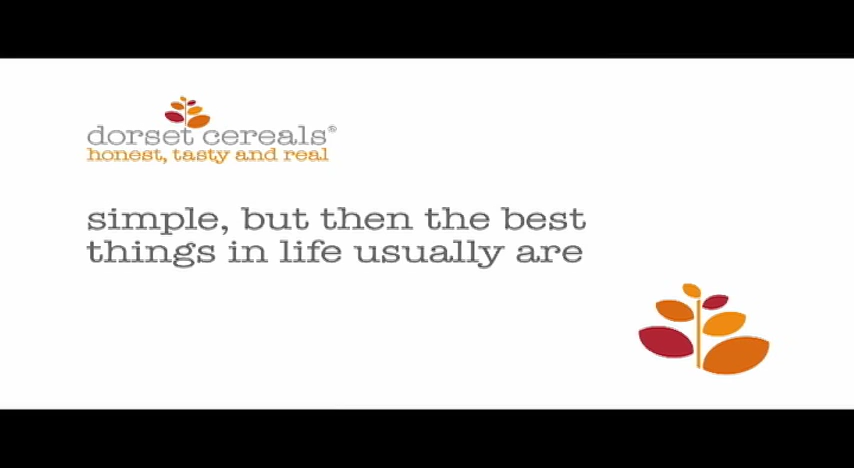 dorset cereals®
honest, tasty and real
simple, but then the best
things in life usually are